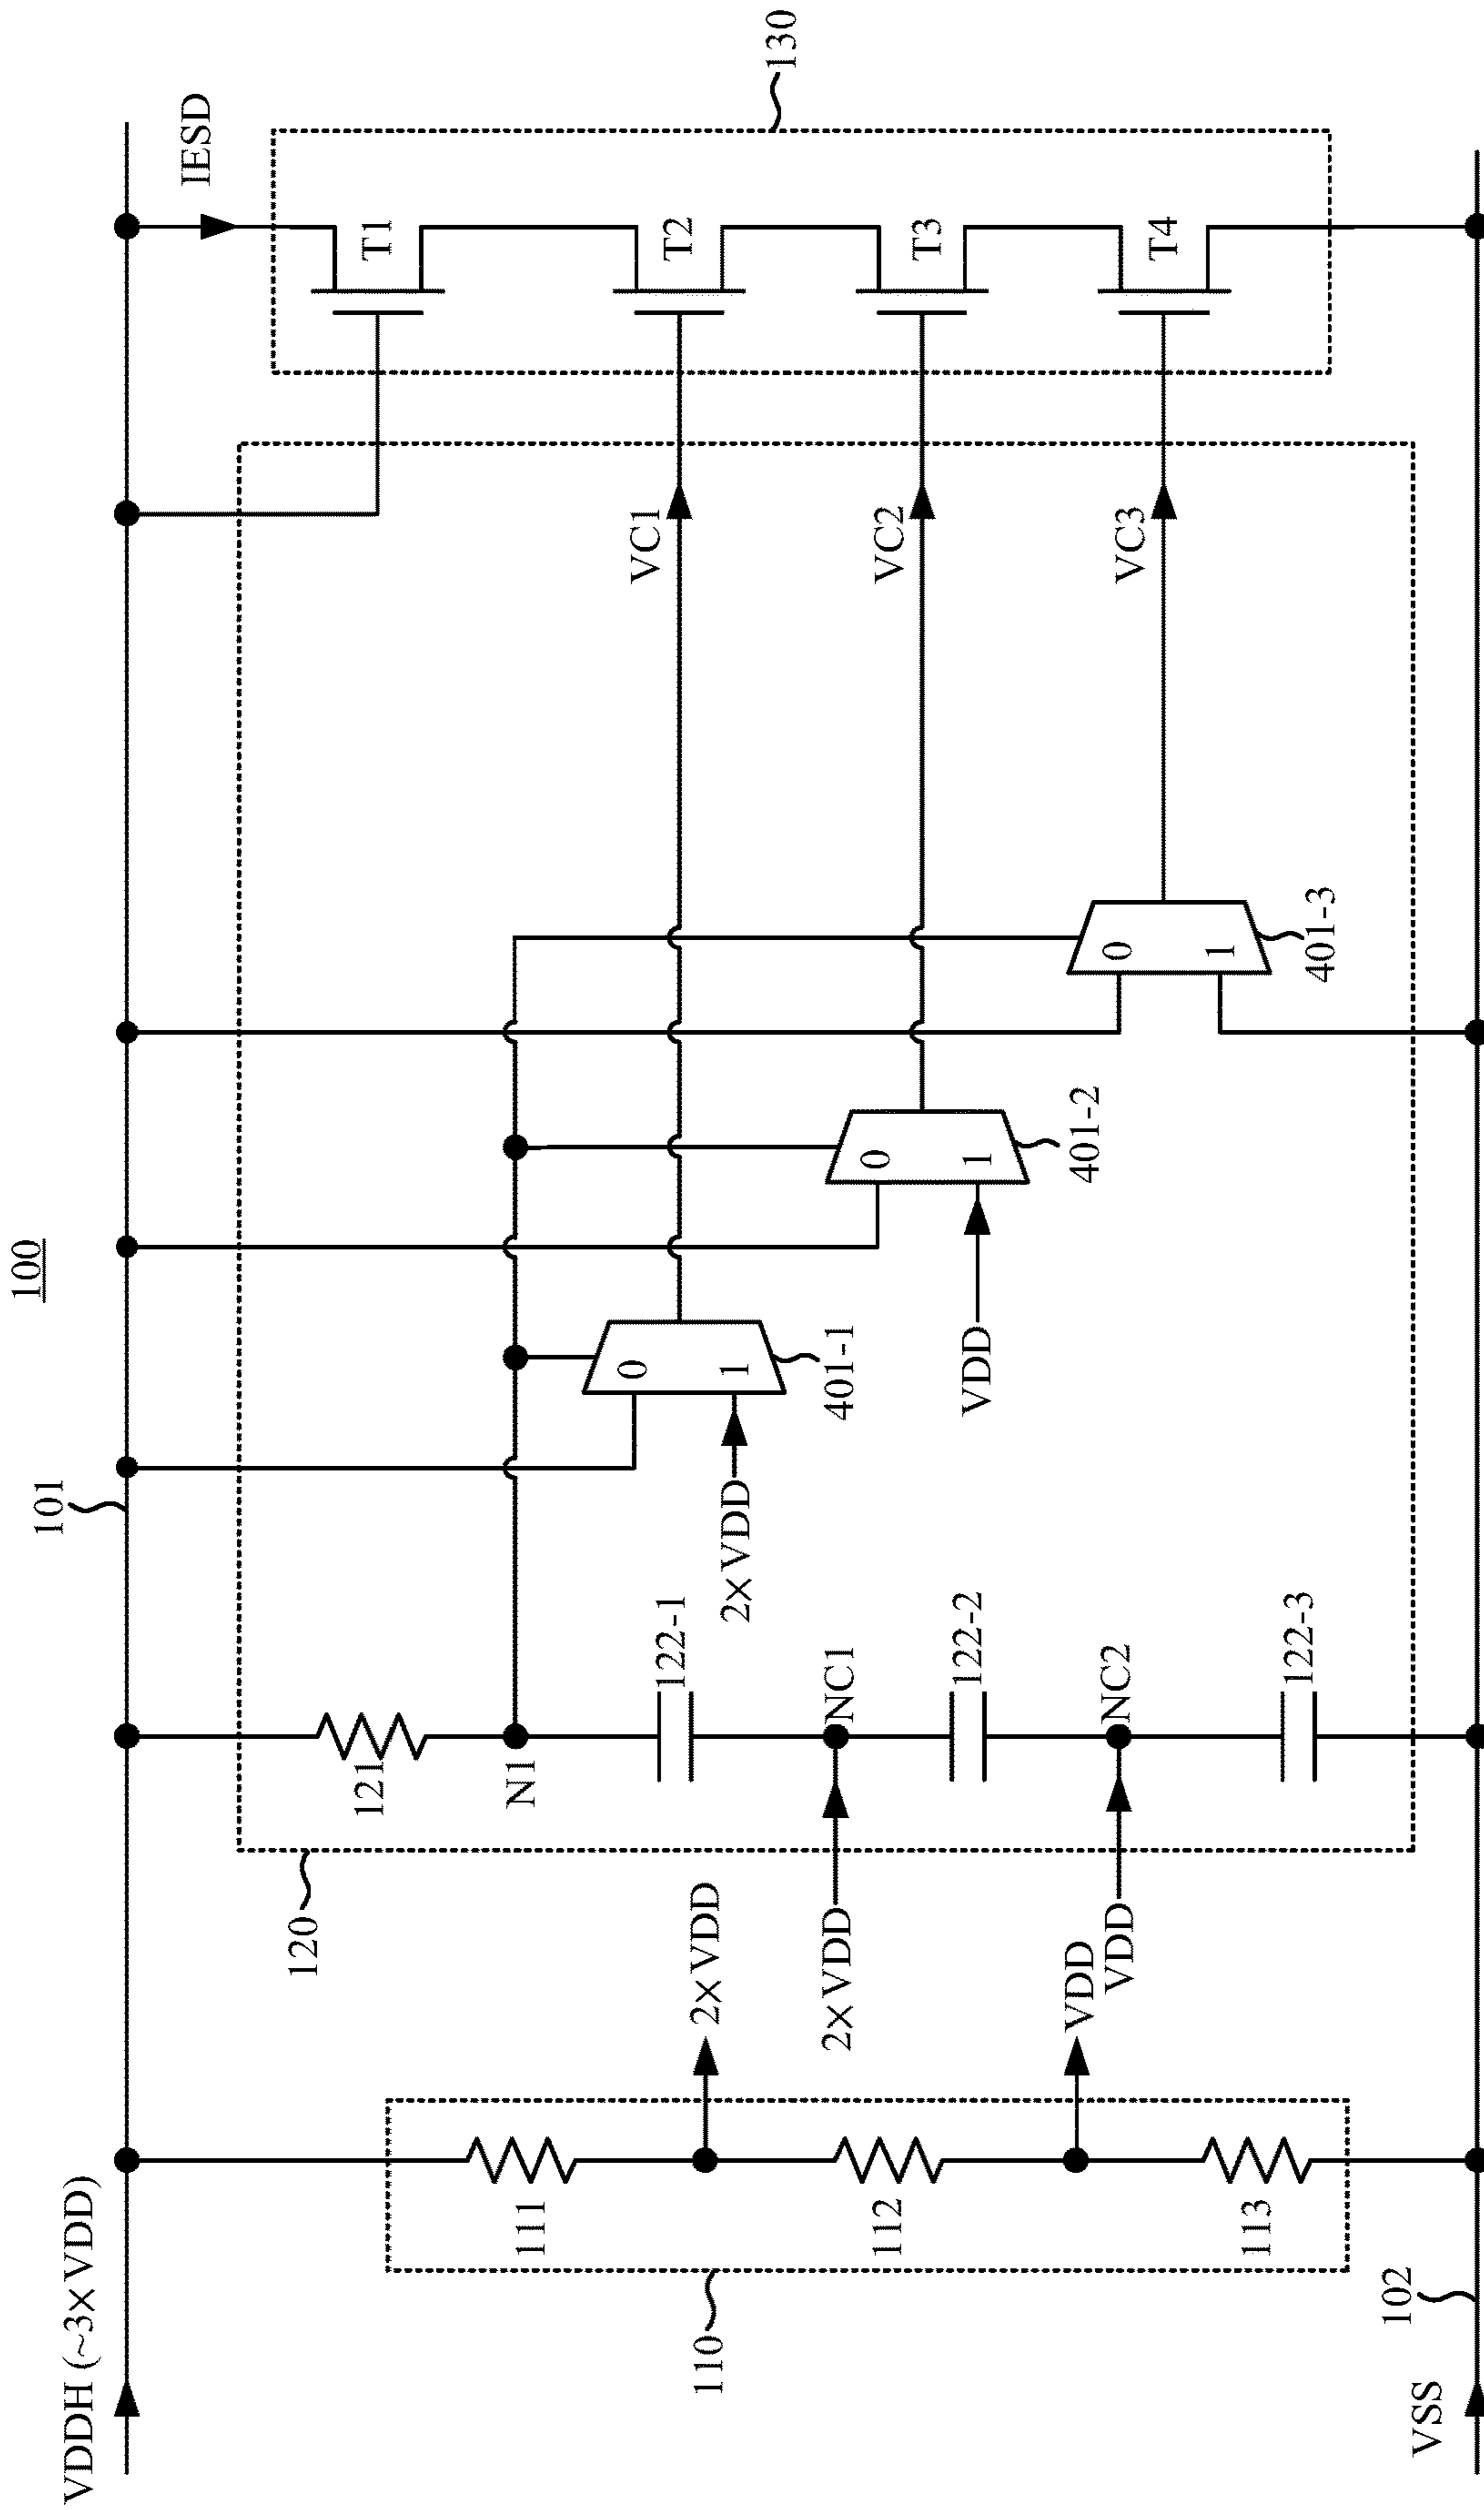 100
VDDH (~3×VDD)
101
IESD
120
121
N1
122-1
NC1
122-2
NC2
122-3
110
111
112
113
2×VDD
VDD
2×VDD
VDD
2×VDD
0
1
401-1
VDD
0
1
401-2
0
1
401-3
VC1
VC2
VC3
T1
T2
T3
T4
130
VSS
102